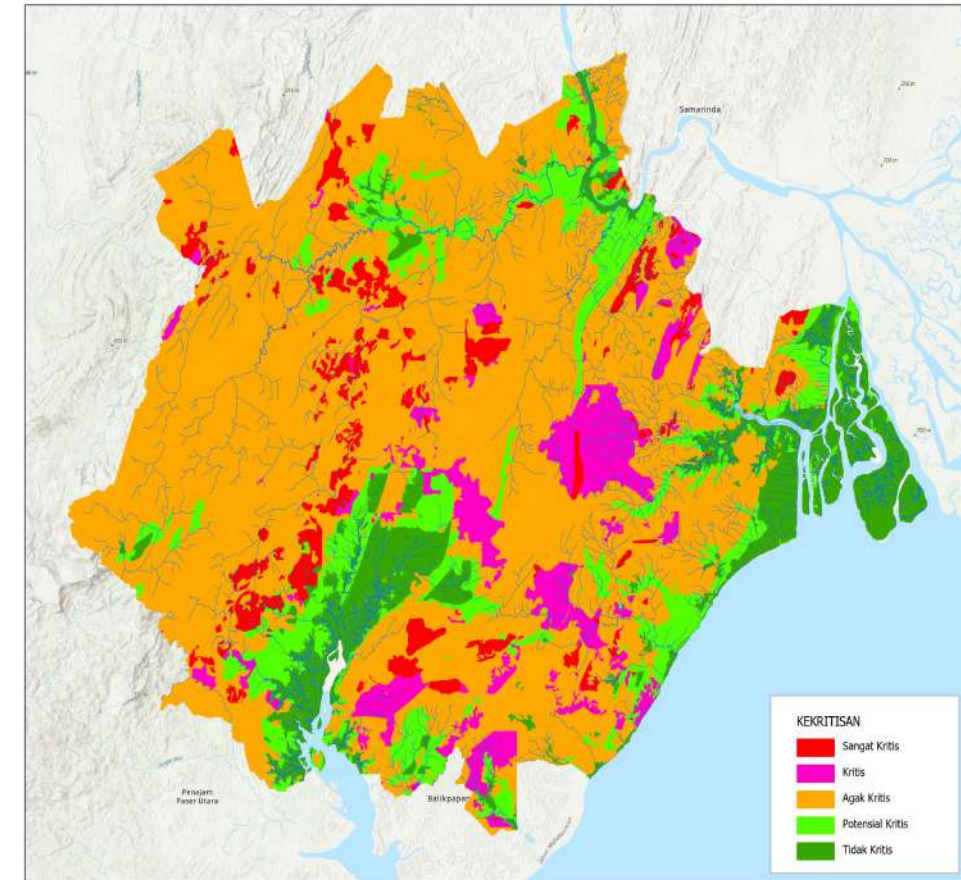 Samarinda
Penajam
Paser Utara
Balikpapan
KEKRITISAN
Sangat Kritis
Kritis
Agak Kritis
Potensial Kritis
Tidak Kritis